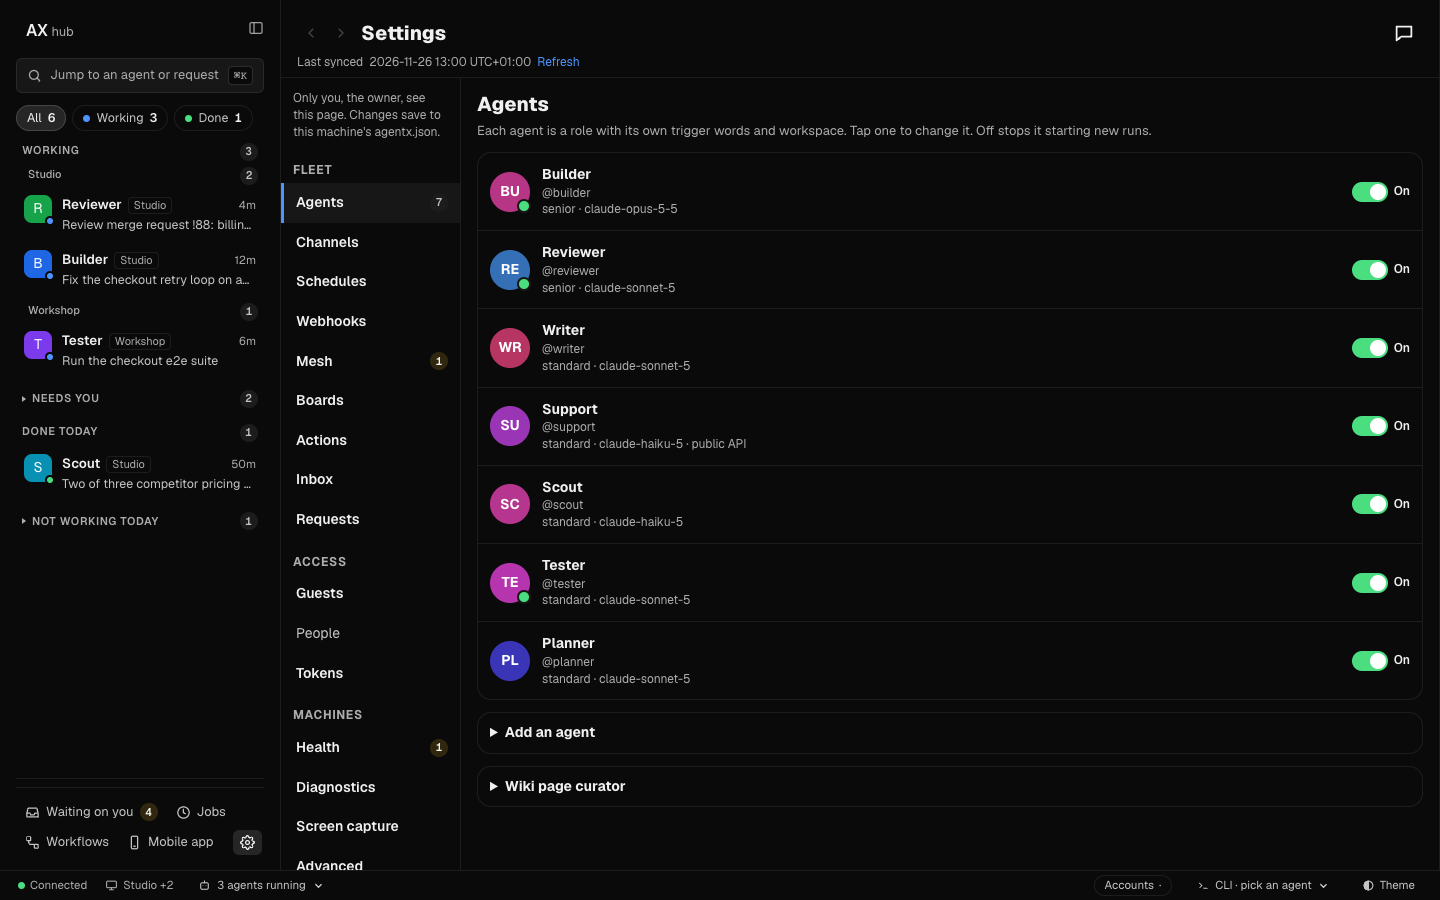 AX hub
Jump to an agent or request ⌘K
All 6
Working 3
Done 1
WORKING 3
Studio 2
R
Reviewer Studio 4m
Review merge request !88: billin...
B
Builder Studio 12m
Fix the checkout retry loop on a...
Workshop 1
T
Tester Workshop 6m
Run the checkout e2e suite
NEEDS YOU 2
DONE TODAY 1
S
Scout Studio 50m
Two of three competitor pricing ...
NOT WORKING TODAY 1
Waiting on you 4
Jobs
Workflows
Mobile app
Settings
Last synced 2026-11-26 13:00 UTC+01:00 Refresh
Only you, the owner, see
this page. Changes save to
this machine's agentx.json.
FLEET
Agents 7
Channels
Schedules
Webhooks
Mesh 1
Boards
Actions
Inbox
Requests
ACCESS
Guests
People
Tokens
MACHINES
Health 1
Diagnostics
Screen capture
Advanced
Agents
Each agent is a role with its own trigger words and workspace. Tap one to change it. Off stops it starting new runs.
BU
Builder
@builder
senior · claude-opus-5-5
On
RE
Reviewer
@reviewer
senior · claude-sonnet-5
On
WR
Writer
@writer
standard · claude-sonnet-5
On
SU
Support
@support
standard · claude-haiku-5 · public API
On
SC
Scout
@scout
standard · claude-haiku-5
On
TE
Tester
@tester
standard · claude-sonnet-5
On
PL
Planner
@planner
standard · claude-sonnet-5
On
Add an agent
Wiki page curator
Connected
Studio +2
3 agents running
Accounts ·
CLI · pick an agent
Theme